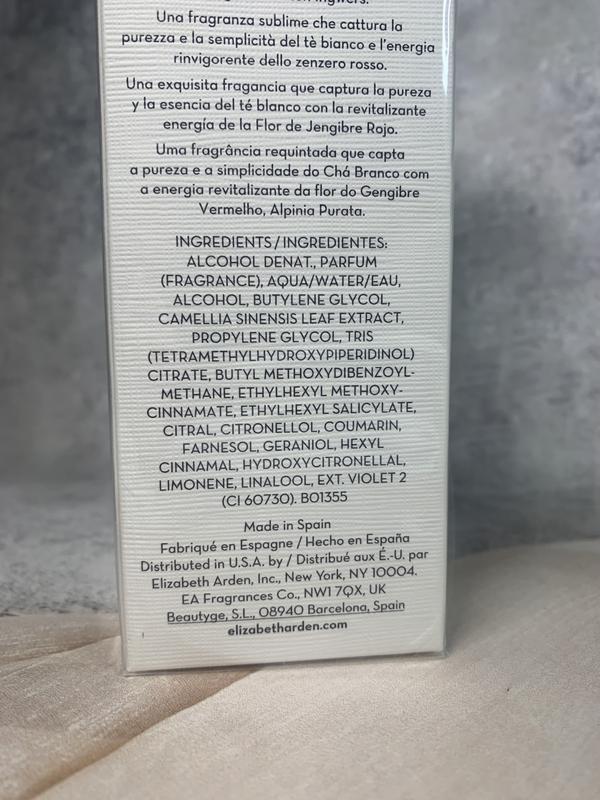 Una fragranza sublime che cattura la
purezza e la semplicità del tè bianco e l'energia
rinvigorente dello zenzero rosso.
Una exquisita fragancia que captura la pureza
y la esencia del té blanco con la revitalizante
energía de la Flor de Jengibre Rojo.
Uma fragrância requintada que capta
a pureza e a simplicidade do Chá Branco com
a energia revitalizante da flor do Gengibre
Vermelho, Alpinia Purata.
INGREDIENTS/INGREDIENTES:
ALCOHOL DENAT., PARFUM
(FRAGRANCE), AQUA/WATER/EAU,
ALCOHOL, BUTYLENE GLYCOL,
CAMELLIA SINENSIS LEAF EXTRACT,
PROPYLENE GLYCOL, TRIS
(TETRAMETHYLHYDROXYPIPERIDINOL)
CITRATE, BUTYL METHOXYDIBENZOYL-
METHANE, ETHYLHEXYL METHOXY-
CINNAMATE, ETHYLHEXYL SALICYLATE,
CITRAL, CITRONELLOL, COUMARIN,
FARNESOL, GERANIOL, HEXYL
CINNAMAL, HYDROXYCITRONELLAL,
LIMONENE, LINALOOL, EXT. VIOLET 2
(CI 60730). B01355
Made in Spain
Fabriqué en Espagne / Hecho en España
Distributed in U.S.A. by / Distribué aux É.-U. par
Elizabeth Arden, Inc., New York, NY 10004.
EA Fragrances Co., NW1 7QX, UK
Beautyge, S.L., 08940 Barcelona, Spain
elizabetharden.com